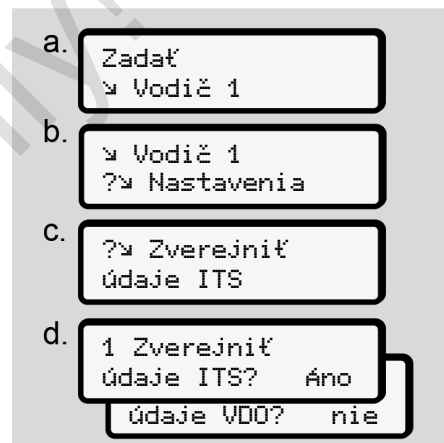 a.
Zadať
↘ Vodič 1
b.
↘ Vodič 1
?↘ Nastavenia
c.
?↘ Zverejniť
údaje ITS
d.
1 Zverejniť
údaje ITS? Áno
údaje VDO? nie